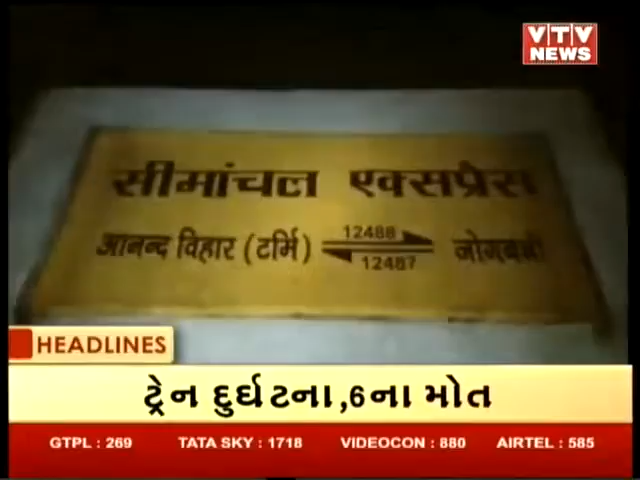 VTV
NEWS
सीमांचल एक्सप्रेस
आनन्द विहार (टर्मि) 12488 जोगबनी
12487
HEADLINES
ટ્રેન દુર્ઘટના,6ના મોત
GTPL : 269 TATA SKY : 1718 VIDEOCON : 880 AIRTEL : 585